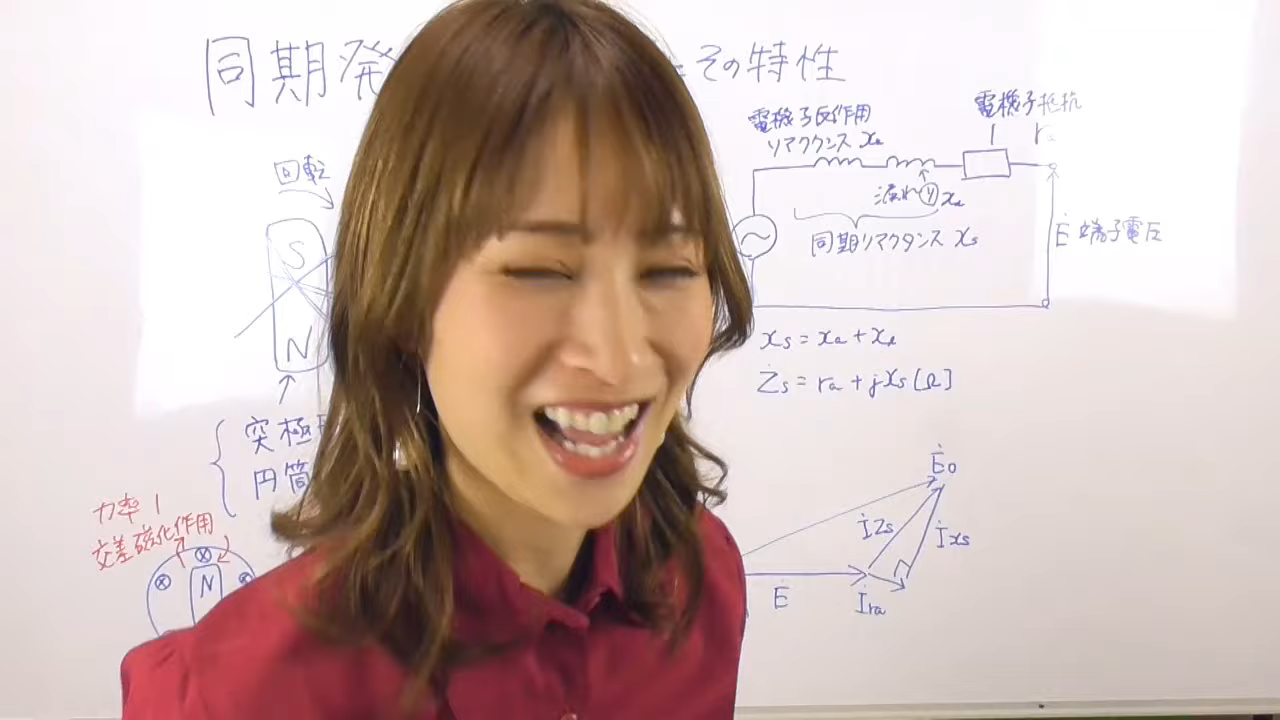 同期発 その特性
回転
S
N
突極
円筒
力率1
交差磁化作用
N
電機子反作用
リアクタンス xa
電機子抵抗
ra
漏れリ xl
同期リアクタンス xs
Ė 端子電圧
xs = xa + xl
Żs = ra + jxs [Ω]
Ė0
İZs
İxs
Ė
İra